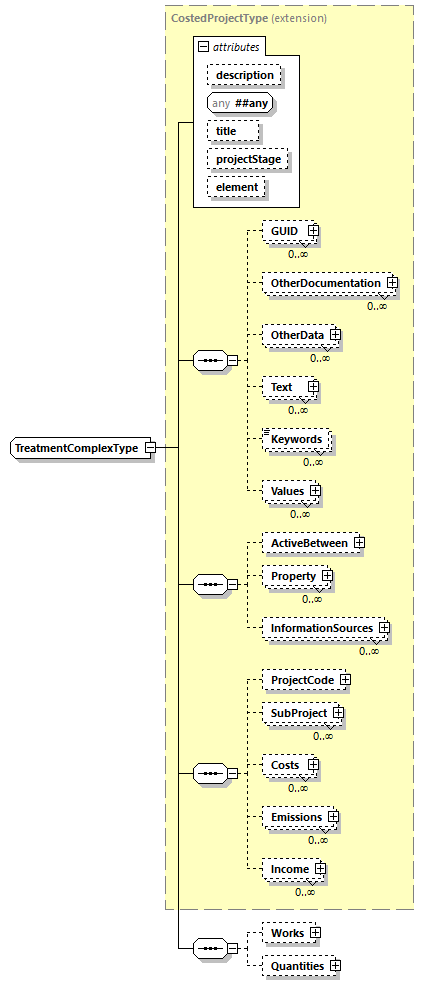 CostedProjectType (extension)
attributes
description
any ##any
title
projectStage
element
GUID
0..∞
OtherDocumentation
0..∞
OtherData
0..∞
Text
0..∞
TreatmentComplexType
Keywords
0..∞
Values
0..∞
ActiveBetween
Property
0..∞
InformationSources
0..∞
ProjectCode
SubProject
0..∞
Costs
0..∞
Emissions
0..∞
Income
0..∞
Works
Quantities